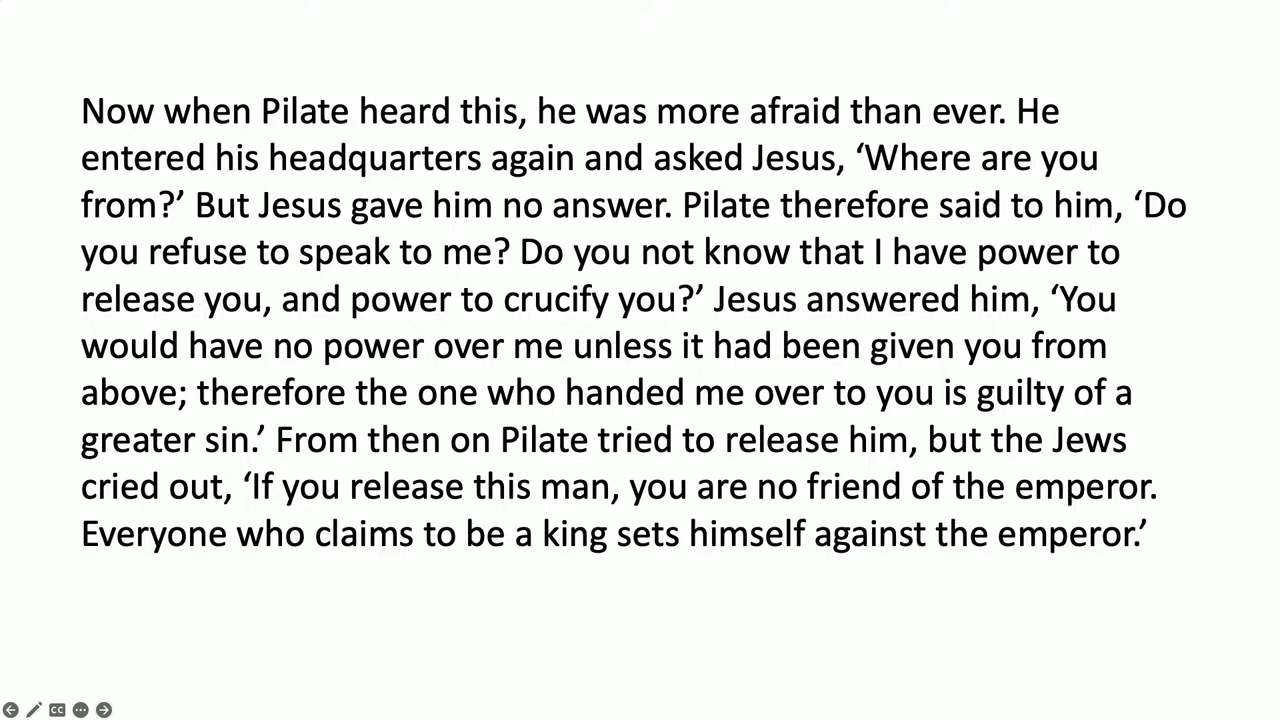 Now when Pilate heard this, he was more afraid than ever. He
entered his headquarters again and asked Jesus, ‘Where are you
from?’ But Jesus gave him no answer. Pilate therefore said to him, ‘Do
you refuse to speak to me? Do you not know that I have power to
release you, and power to crucify you?’ Jesus answered him, ‘You
would have no power over me unless it had been given you from
above; therefore the one who handed me over to you is guilty of a
greater sin.’ From then on Pilate tried to release him, but the Jews
cried out, ‘If you release this man, you are no friend of the emperor.
Everyone who claims to be a king sets himself against the emperor.’
CC